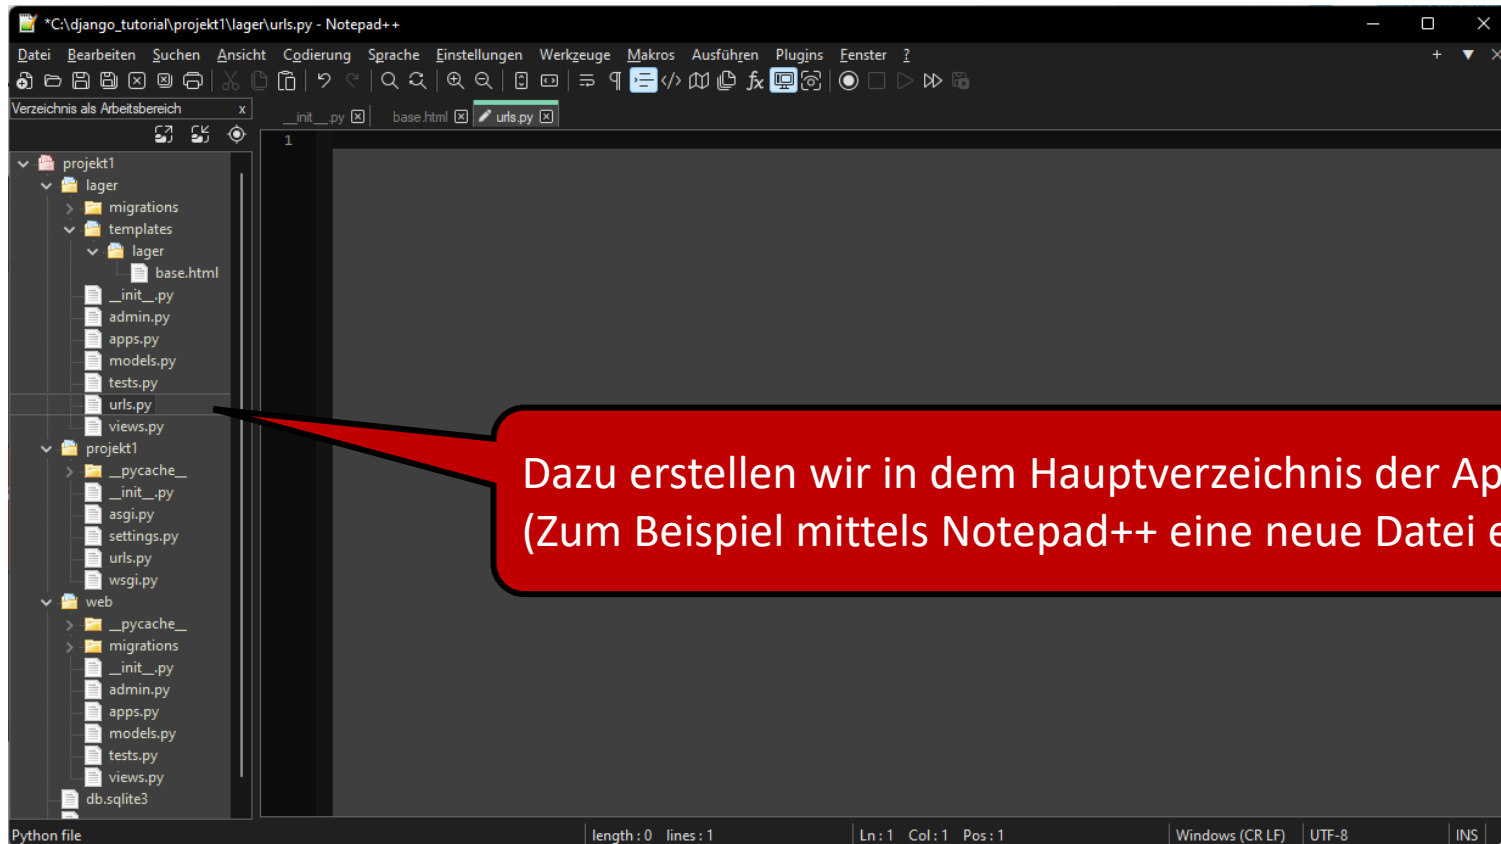 *C:\django_tutorial\projekt1\lager\urls.py - Notepad++
Datei Bearbeiten Suchen Ansicht Codierung Sprache Einstellungen Werkzeuge Makros Ausführen Plugins Fenster ?
Verzeichnis als Arbeitsbereich x
__init__.py base.html urls.py
1
projekt1
lager
migrations
templates
lager
base.html
__init__.py
admin.py
apps.py
models.py
tests.py
urls.py
views.py
projekt1
__pycache__
__init__.py
asgi.py
settings.py
urls.py
wsgi.py
web
__pycache__
migrations
__init__.py
admin.py
apps.py
models.py
tests.py
views.py
db.sqlite3
Dazu erstellen wir in dem Hauptverzeichnis der Ap
(Zum Beispiel mittels Notepad++ eine neue Datei e
Python file length : 0 lines : 1 Ln : 1 Col : 1 Pos : 1 Windows (CR LF) UTF-8 INS